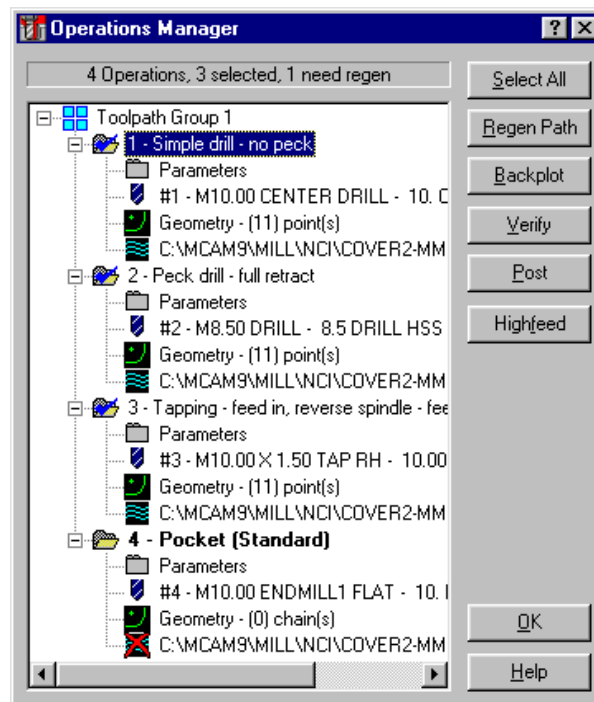 Operations Manager
4 Operations, 3 selected, 1 need regen
Select All
Regen Path
Backplot
Verify
Post
Highfeed
Toolpath Group 1
1 - Simple drill - no peck
Parameters
#1 - M10.00 CENTER DRILL - 10. C
Geometry - (11) point(s)
C:\MCAM9\MILL\NCI\COVER2-MM
2 - Peck drill - full retract
Parameters
#2 - M8.50 DRILL - 8.5 DRILL HSS
Geometry - (11) point(s)
C:\MCAM9\MILL\NCI\COVER2-MM
3 - Tapping - feed in, reverse spindle - fee
Parameters
#3 - M10.00 X 1.50 TAP RH - 10.00
Geometry - (11) point(s)
C:\MCAM9\MILL\NCI\COVER2-MM
4 - Pocket (Standard)
Parameters
#4 - M10.00 ENDMILL1 FLAT - 10.
Geometry - (0) chain(s)
C:\MCAM9\MILL\NCI\COVER2-MM
OK
Help